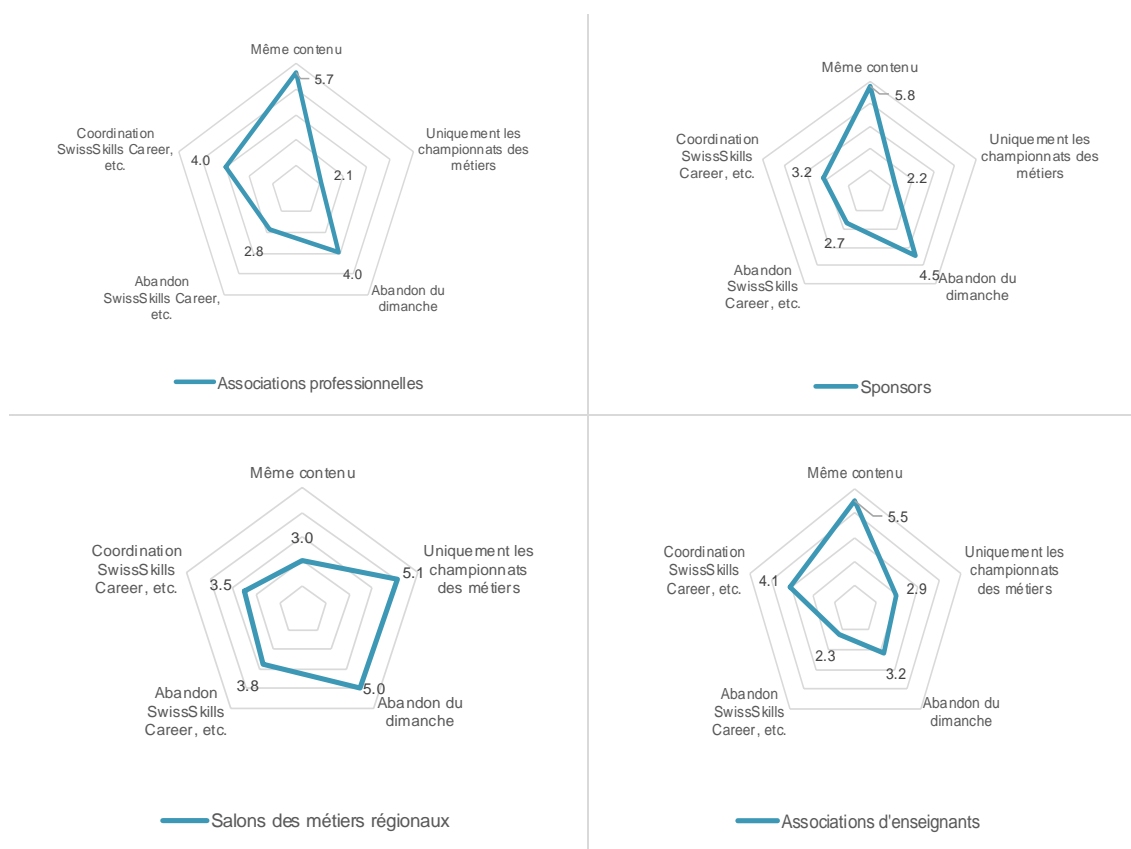 Même contenu
5.7
Coordination
SwissSkills Career,
etc.
4.0
Uniquement les
championnats des
métiers
2.1
2.8
4.0
Abandon
SwissSkills Career,
etc.
Abandon du
dimanche
Associations professionnelles
Même contenu
5.8
Coordination
SwissSkills
Career, etc.
3.2
Uniquement les
championnats des
métiers
2.2
2.7
4.5
Abandon
SwissSkills
Career, etc.
Abandon du
dimanche
Sponsors
Même contenu
3.0
Coordination
SwissSkills
Career, etc.
3.5
Uniquement les
championnats
des métiers
5.1
3.8
5.0
Abandon
SwissSkills
Career, etc.
Abandon du
dimanche
Salons des métiers régionaux
Même contenu
5.5
Coordination
SwissSkills
Career, etc.
4.1
Uniquement les
championnats
des métiers
2.9
2.3
3.2
Abandon
SwissSkills
Career, etc.
Abandon du
dimanche
Associations d'enseignants